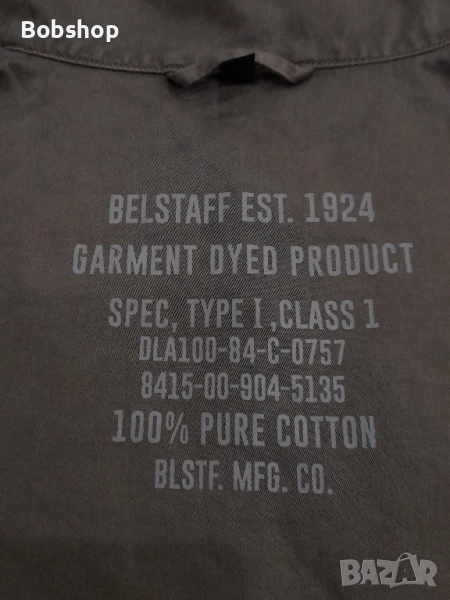 Bobshop
BELSTAFF EST. 1924
GARMENT DYED PRODUCT
SPEC, TYPE I, CLASS 1
DLA100-84-C-0757
8415-00-904-5135
100% PURE COTTON
BLSTF. MFG. CO.
BAZAR